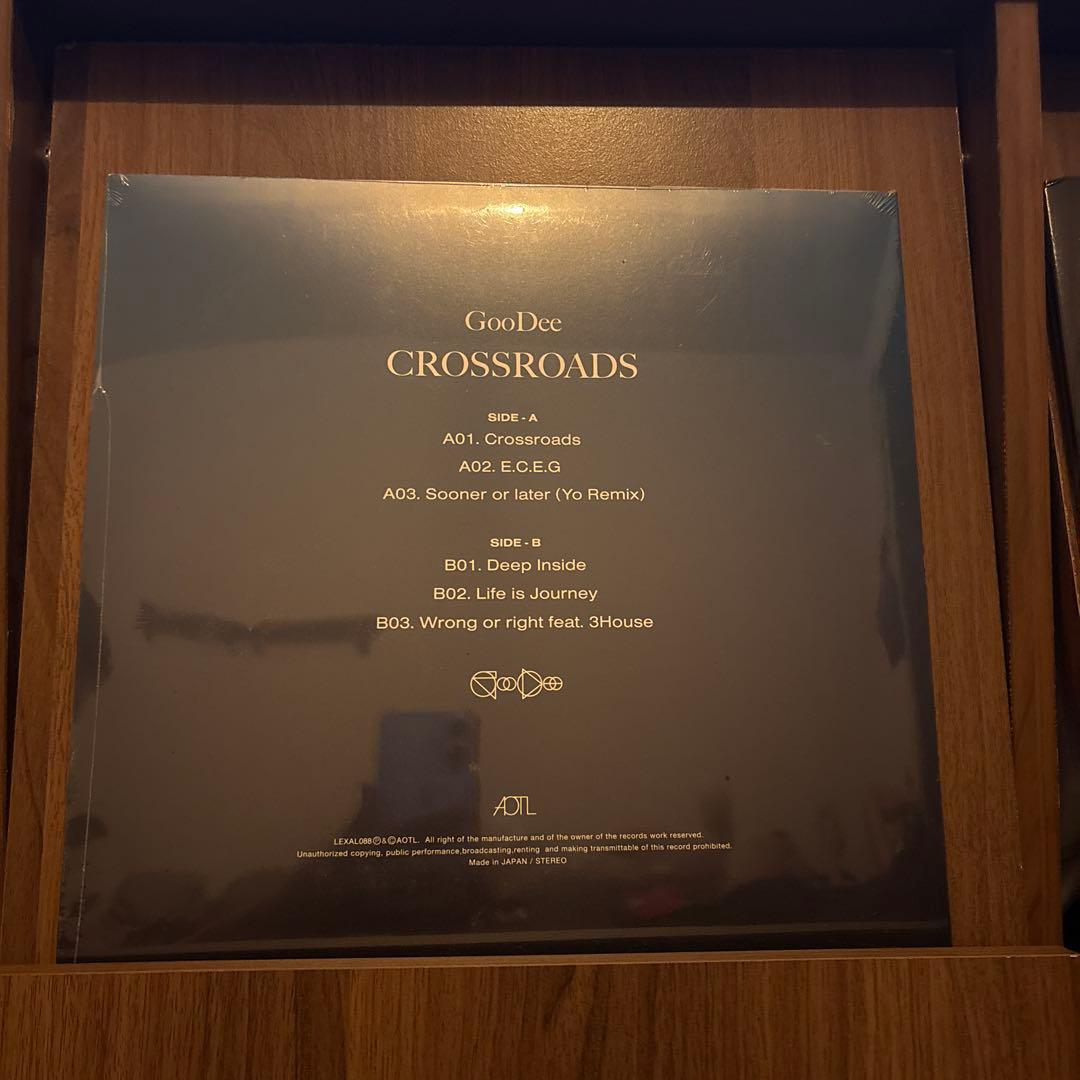 GooDee
CROSSROADS
SIDE - A
A01. Crossroads
A02. E.C.E.G
A03. Sooner or later (Yo Remix)
SIDE - B
B01. Deep Inside
B02. Life is Journey
B03. Wrong or right feat. 3House
GooDee
AOTL
LEXAL088℗&©AOTL. All right of the manufacture and of the owner of the records work reserved.
Unauthorized copying, public performance,broadcasting,renting and making transmittable of this record prohibited.
Made in JAPAN / STEREO